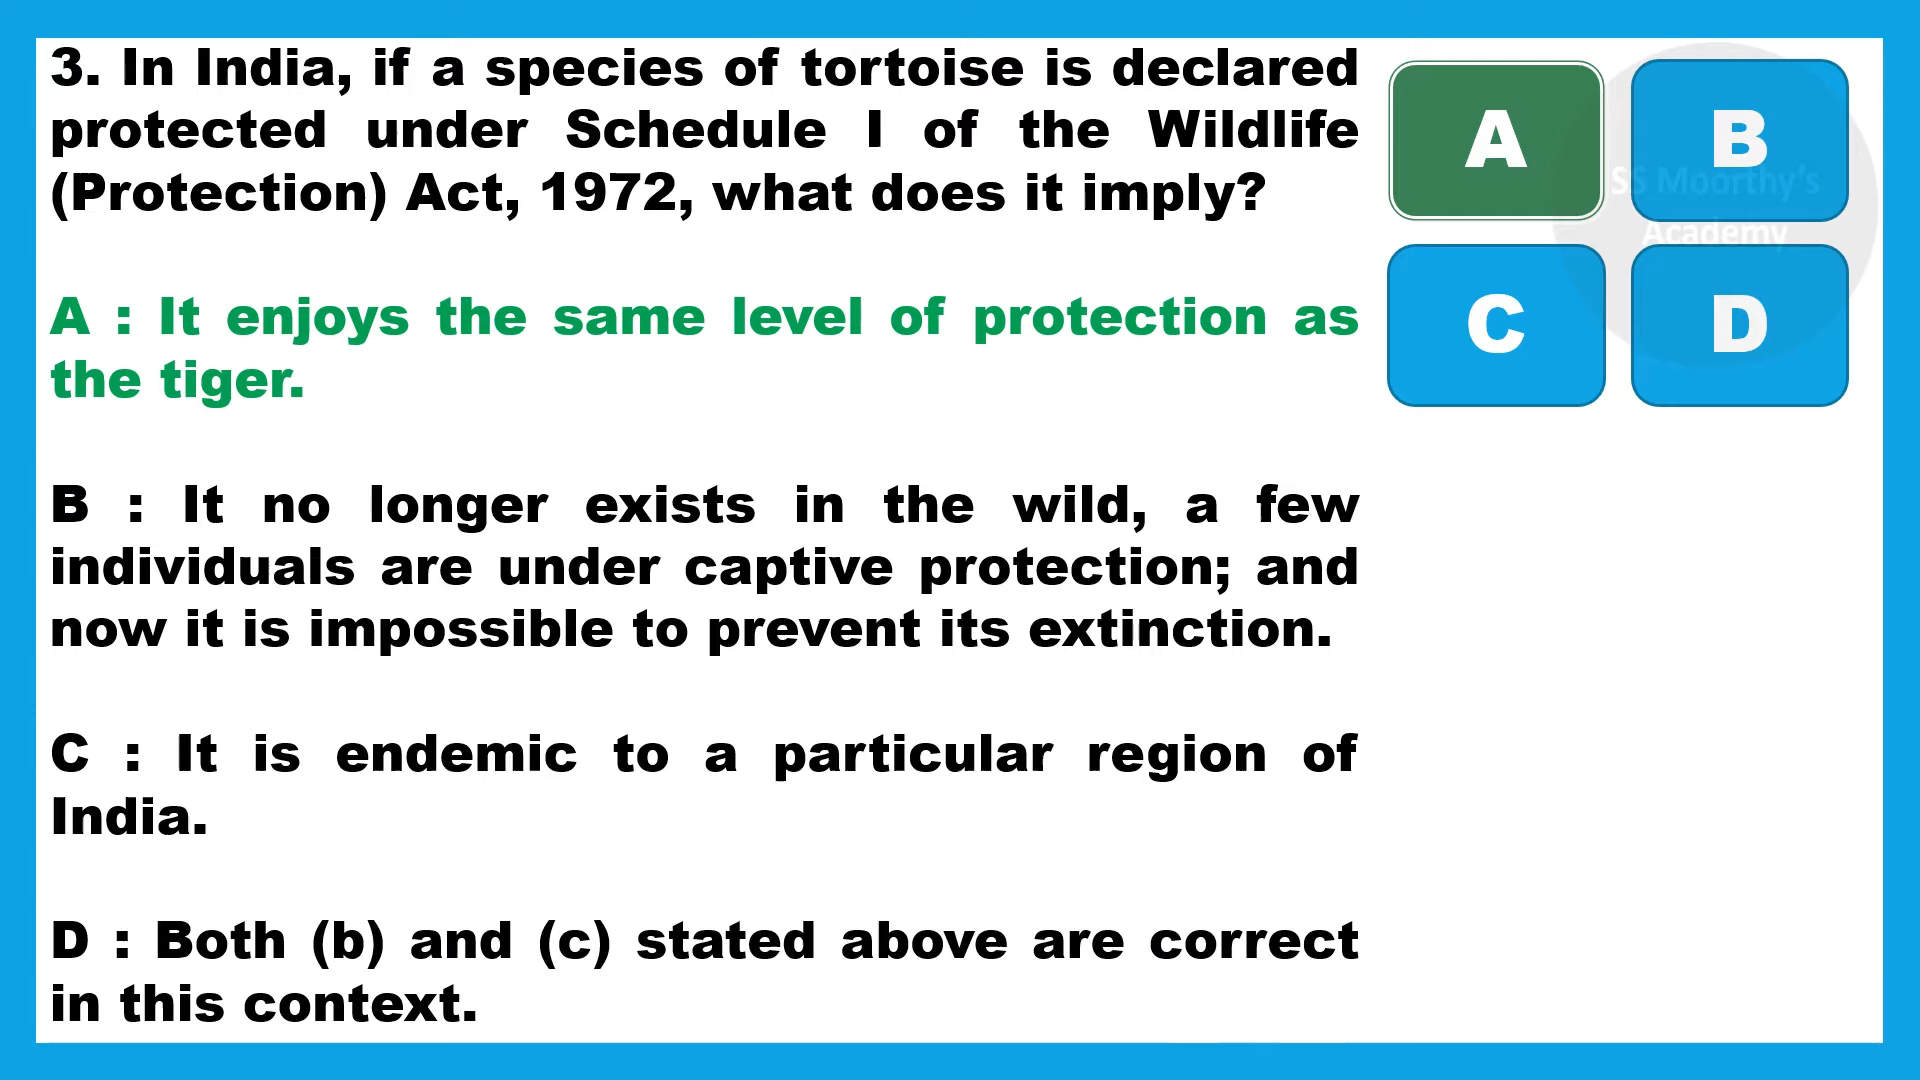 3. In India, if a species of tortoise is declared
protected under Schedule I of the Wildlife
(Protection) Act, 1972, what does it imply?
A : It enjoys the same level of protection as
the tiger.
B : It no longer exists in the wild, a few
individuals are under captive protection; and
now it is impossible to prevent its extinction.
C : It is endemic to a particular region of
India.
D : Both (b) and (c) stated above are correct
in this context.
A
B
SS Moorthy's
Academy
C
D